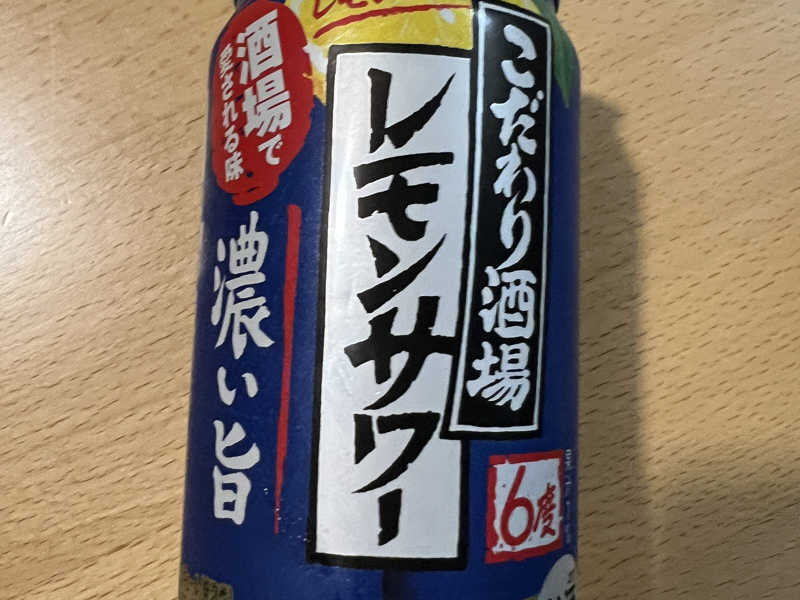 こだわり酒場
レモンサワー
酒場で
愛される味
濃い旨
6度